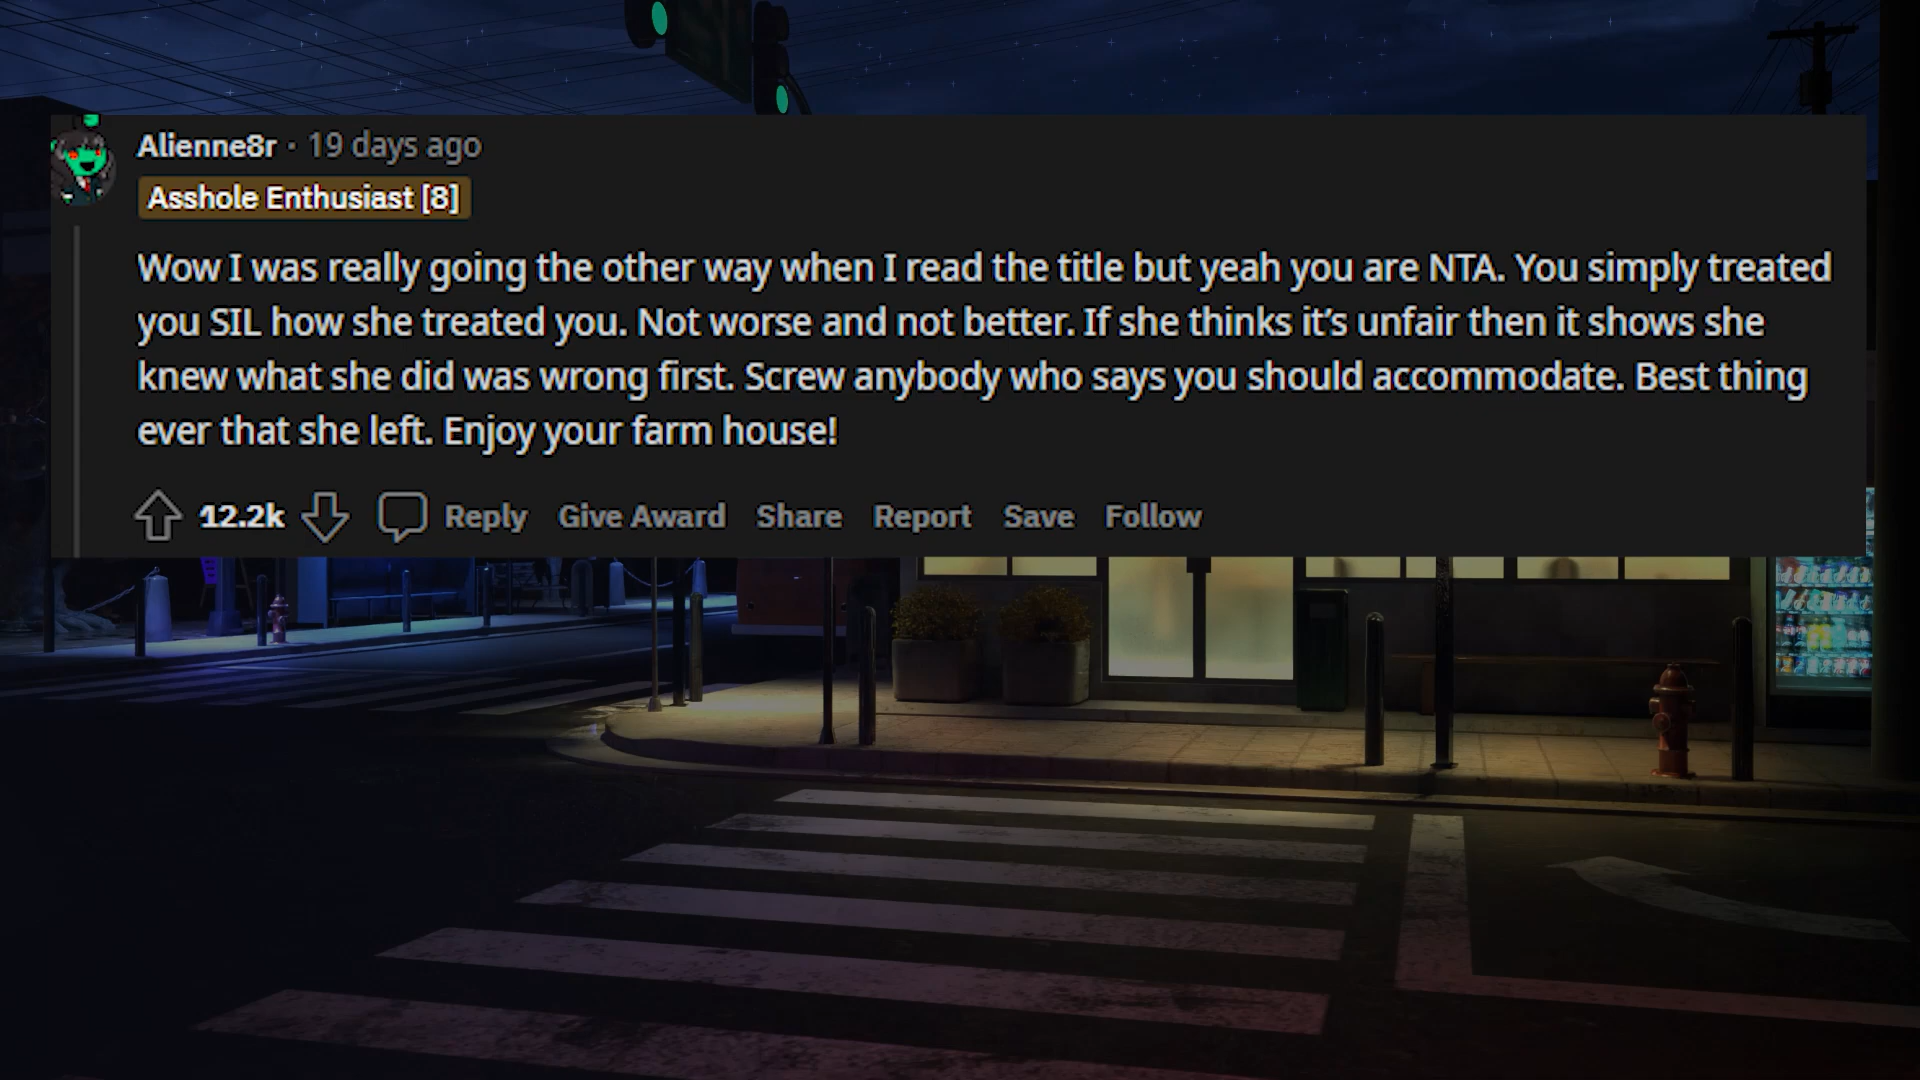 Alienne8r · 19 days ago
Asshole Enthusiast [8]
Wow I was really going the other way when I read the title but yeah you are NTA. You simply treated
you SIL how she treated you. Not worse and not better. If she thinks it’s unfair then it shows she
knew what she did was wrong first. Screw anybody who says you should accommodate. Best thing
ever that she left. Enjoy your farm house!
12.2k Reply Give Award Share Report Save Follow